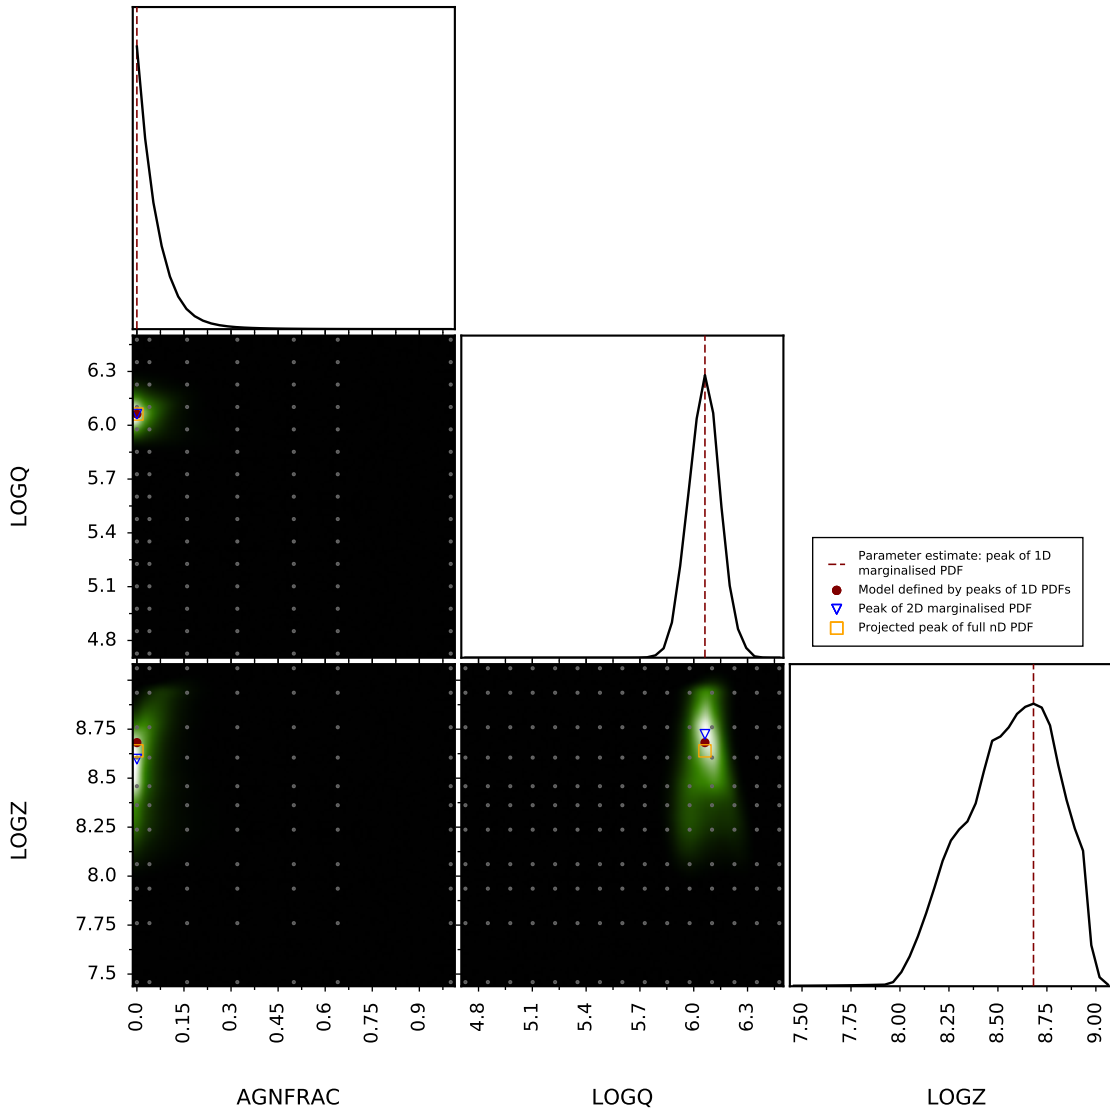 6.3
6.0
5.7
5.4
5.1
4.8
LOGQ
Parameter estimate: peak of 1D
marginalised PDF
Model defined by peaks of 1D PDFs
Peak of 2D marginalised PDF
Projected peak of full nD PDF
8.75
8.5
8.25
8.0
7.75
7.5
LOGZ
0.0 0.15 0.3 0.45 0.6 0.75 0.9
4.8 5.1 5.4 5.7 6.0 6.3
7.50 7.75 8.00 8.25 8.50 8.75 9.00
AGNFRAC LOGQ LOGZ